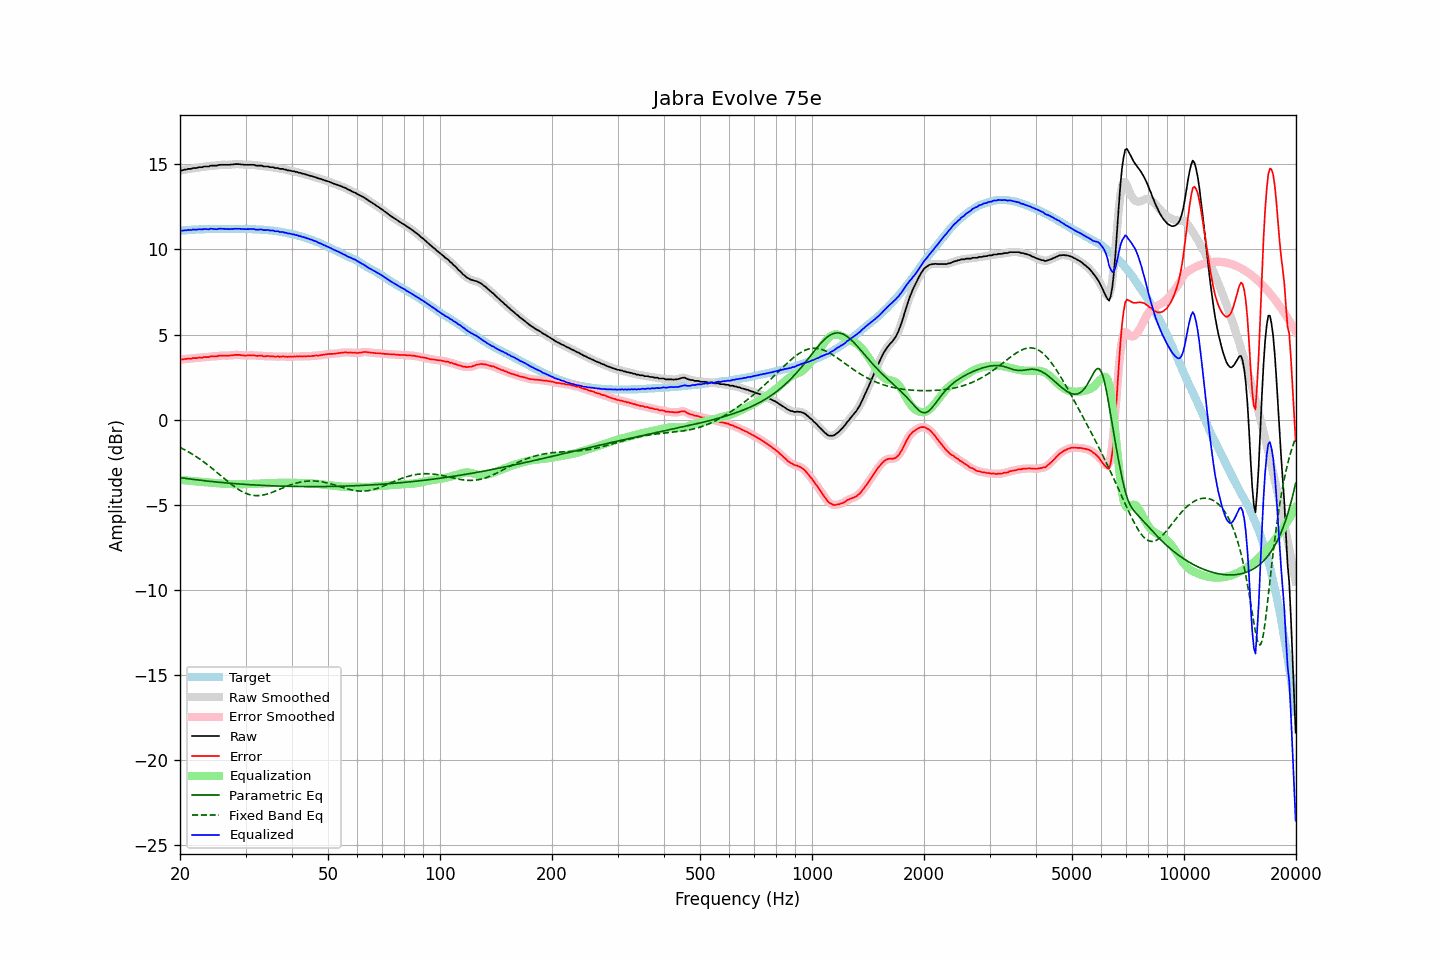 Jabra Evolve 75e
Amplitude (dBr)
15
10
5
0
−5
−10
−15
−20
−25
Target
Raw Smoothed
Error Smoothed
Raw
Error
Equalization
Parametric Eq
Fixed Band Eq
Equalized
20 50 100 200 500 1000 2000 5000 10000 20000
Frequency (Hz)